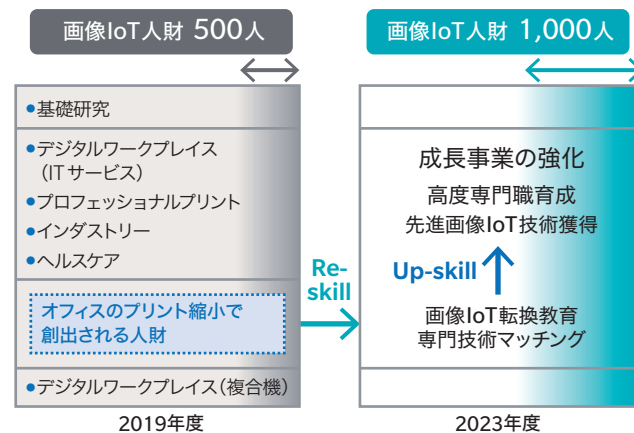 画像IoT人財 500人
●基礎研究
●デジタルワークプレイス
（ITサービス）
●プロフェッショナルプリント
●インダストリー
●ヘルスケア
オフィスのプリント縮小で
創出される人財
●デジタルワークプレイス（複合機）
2019年度
Re-
skill
画像IoT人財 1,000人
成長事業の強化
高度専門職育成
先進画像IoT技術獲得
Up-skill
画像IoT転換教育
専門技術マッチング
2023年度